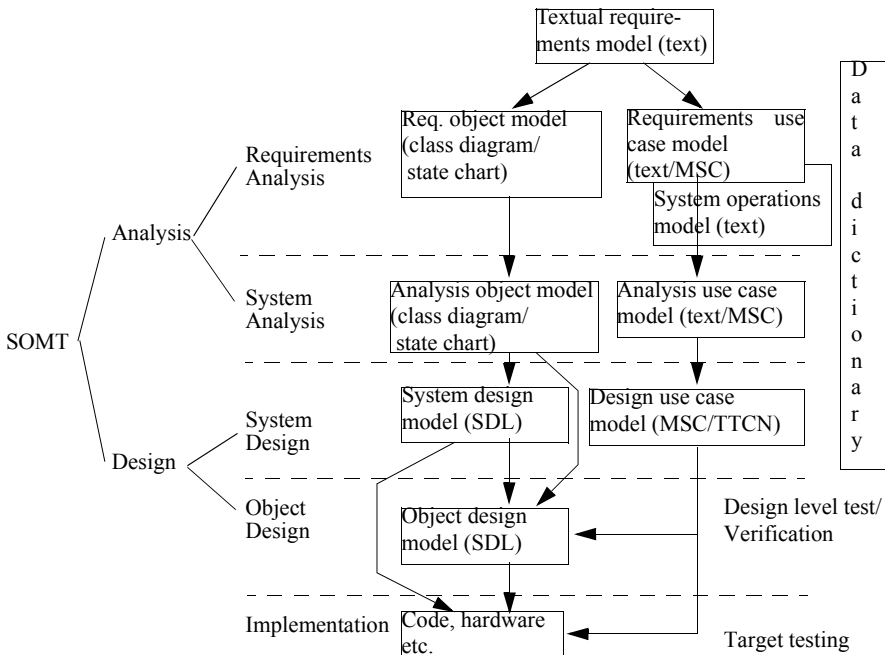 Textual require-
ments model (text)
Req. object model
(class diagram/
state chart)
Requirements use
case model
(text/MSC)
System operations
model (text)
Requirements
Analysis
Analysis
System
Analysis
Analysis object model
(class diagram/
state chart)
Analysis use case
model (text/MSC)
SOMT
System design
model (SDL)
Design use case
model (MSC/TTCN)
System
Design
Design
Object
Design
Object design
model (SDL)
Design level test/
Verification
Implementation
Code, hardware
etc.
Target testing
D
a
t
a
d
i
c
t
i
o
n
a
r
y